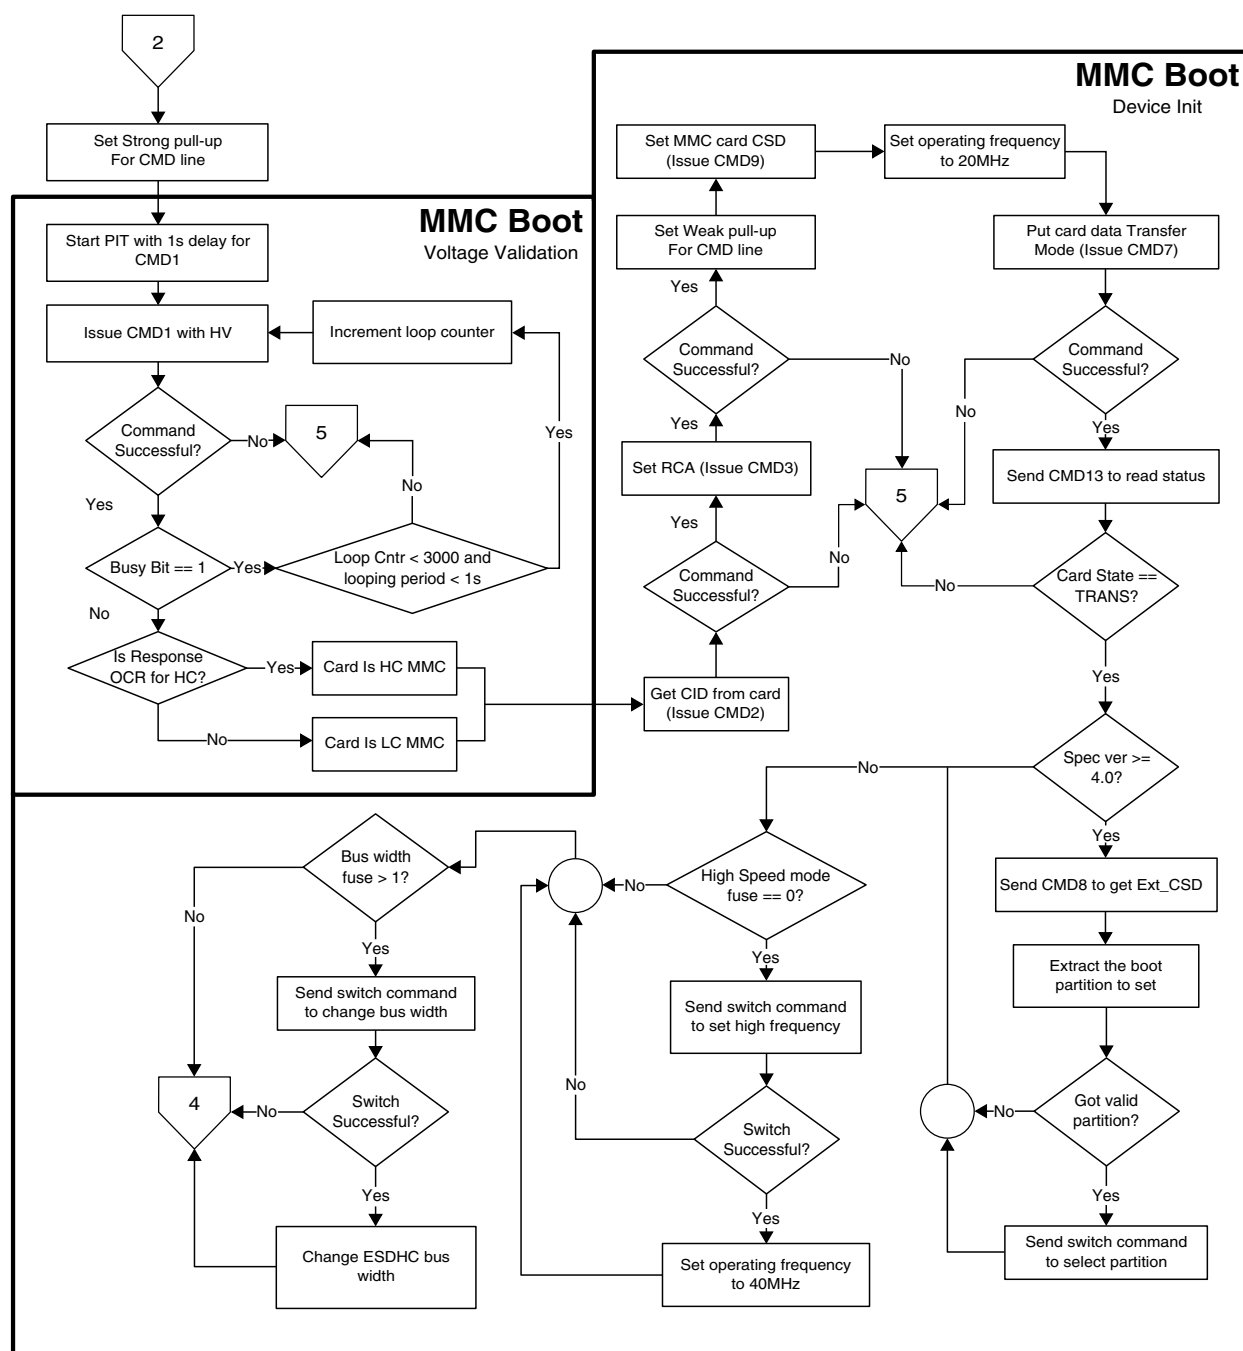 2
Set Strong pull-up
For CMD line
MMC Boot
Voltage Validation
Start PIT with 1s delay for
CMD1
Issue CMD1 with HV
Increment loop counter
Command
Successful?
No
5
Yes
Yes
No
Busy Bit == 1
Yes
Loop Cntr < 3000 and
looping period < 1s
No
Is Response
OCR for HC?
Yes
Card Is HC MMC
No
Card Is LC MMC
MMC Boot
Device Init
Set MMC card CSD
(Issue CMD9)
Set operating frequency
to 20MHz
Set Weak pull-up
For CMD line
Put card data Transfer
Mode (Issue CMD7)
Yes
Command
Successful?
No
Command
Successful?
No
Yes
Yes
Set RCA (Issue CMD3)
Send CMD13 to read status
5
Yes
Command
Successful?
No
No
Card State ==
TRANS?
Yes
Get CID from card
(Issue CMD2)
Spec ver >=
4.0?
No
Yes
Send CMD8 to get Ext_CSD
Extract the boot
partition to set
Got valid
partition?
No
Yes
Send switch command
to select partition
High Speed mode
fuse == 0?
No
Yes
Send switch command
to set high frequency
Switch
Successful?
No
Yes
Set operating frequency
to 40MHz
Bus width
fuse > 1?
No
Yes
Send switch command
to change bus width
Switch
Successful?
No
4
Yes
Change ESDHC bus
width